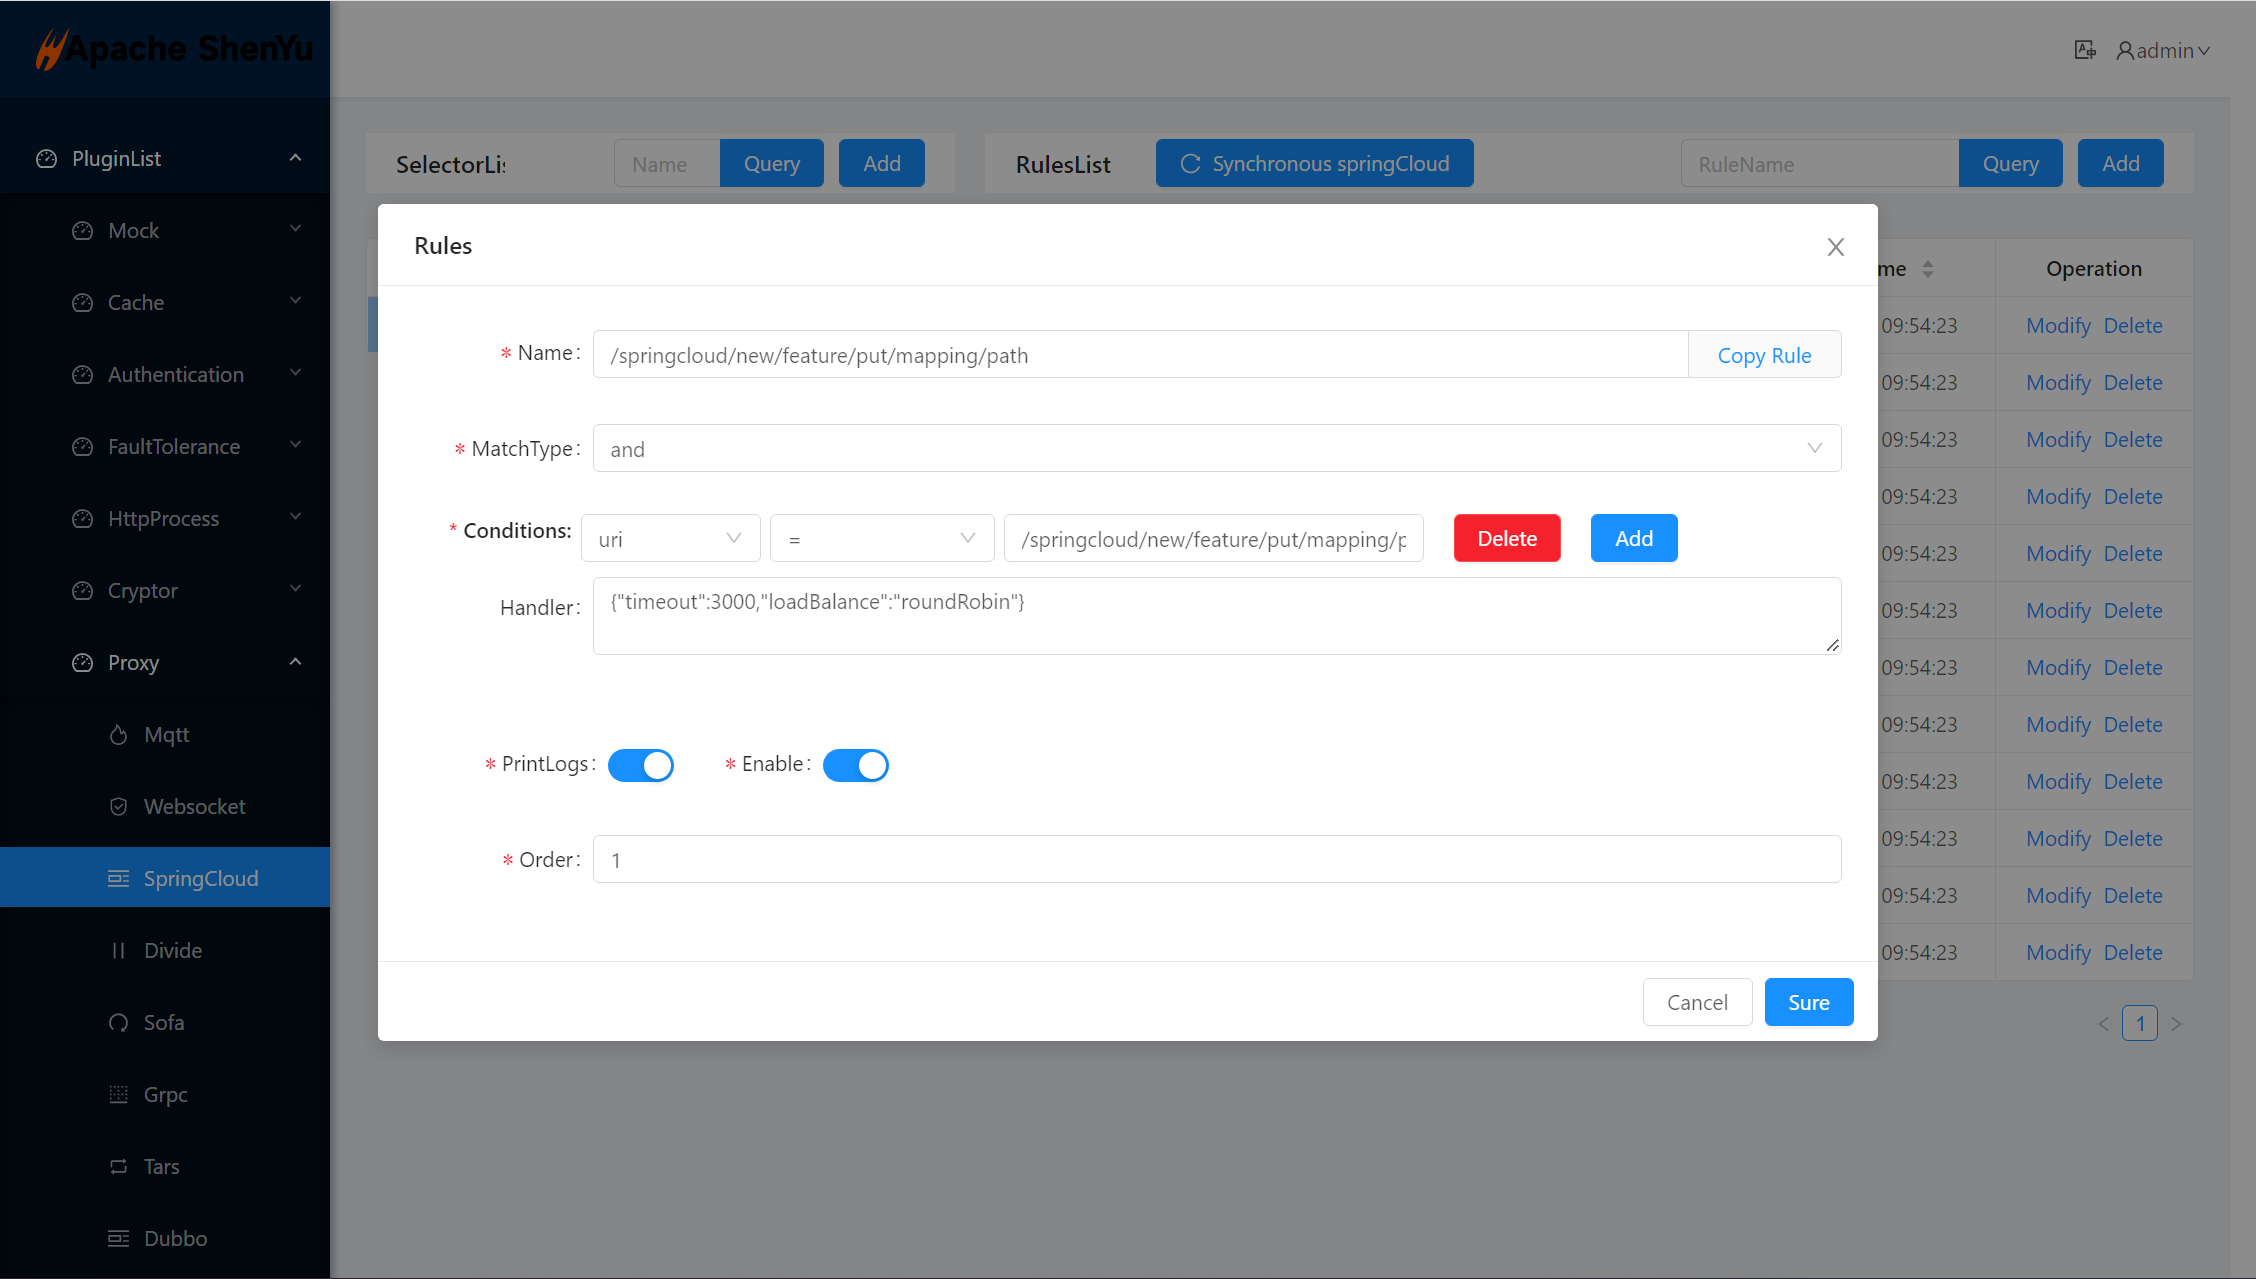 Apache ShenYu
admin
PluginList
Mock
Cache
Authentication
FaultTolerance
HttpProcess
Cryptor
Proxy
Mqtt
Websocket
SpringCloud
Divide
Sofa
Grpc
Tars
Dubbo
Name Query Add
RulesList Synchronous springCloud RuleName Query Add
Operation
09:54:23 Modify Delete
09:54:23 Modify Delete
09:54:23 Modify Delete
09:54:23 Modify Delete
09:54:23 Modify Delete
09:54:23 Modify Delete
09:54:23 Modify Delete
09:54:23 Modify Delete
09:54:23 Modify Delete
09:54:23 Modify Delete
09:54:23 Modify Delete
09:54:23 Modify Delete
< 1 >
Rules
* Name: /springcloud/new/feature/put/mapping/path Copy Rule
* MatchType: and
* Conditions: uri = /springcloud/new/feature/put/mapping/p Delete Add
Handler: {"timeout":3000,"loadBalance":"roundRobin"}
* PrintLogs: * Enable:
* Order: 1
Cancel Sure